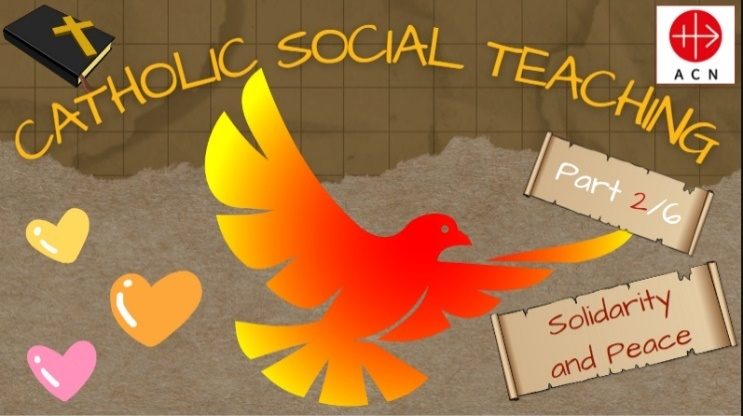 CATHOLIC SOCIAL TEACHING
ACN
Part 2/6
Solidarity
and Peace